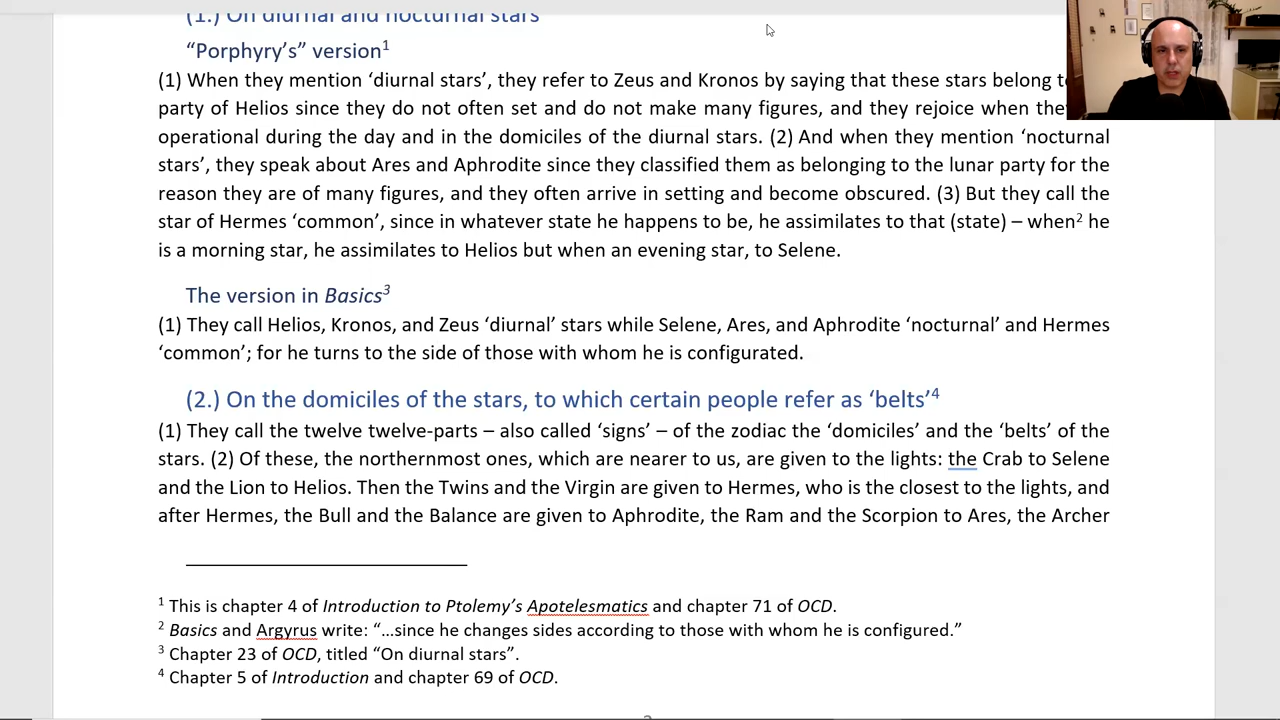 (1.) On diurnal and nocturnal stars
“Porphyry’s” version1
(1) When they mention ‘diurnal stars’, they refer to Zeus and Kronos by saying that these stars belong
party of Helios since they do not often set and do not make many figures, and they rejoice when
operational during the day and in the domiciles of the diurnal stars. (2) And when they mention ‘nocturnal
stars’, they speak about Ares and Aphrodite since they classified them as belonging to the lunar party for the
reason they are of many figures, and they often arrive in setting and become obscured. (3) But they call the
star of Hermes ‘common’, since in whatever state he happens to be, he assimilates to that (state) – when2 he
is a morning star, he assimilates to Helios but when an evening star, to Selene.
The version in Basics3
(1) They call Helios, Kronos, and Zeus ‘diurnal’ stars while Selene, Ares, and Aphrodite ‘nocturnal’ and Hermes
‘common’; for he turns to the side of those with whom he is configurated.
(2.) On the domiciles of the stars, to which certain people refer as ‘belts’4
(1) They call the twelve twelve-parts – also called ‘signs’ – of the zodiac the ‘domiciles’ and the ‘belts’ of the
stars. (2) Of these, the northernmost ones, which are nearer to us, are given to the lights: the Crab to Selene
and the Lion to Helios. Then the Twins and the Virgin are given to Hermes, who is the closest to the lights, and
after Hermes, the Bull and the Balance are given to Aphrodite, the Ram and the Scorpion to Ares, the Archer
1 This is chapter 4 of Introduction to Ptolemy’s Apotelesmatics and chapter 71 of OCD.
2 Basics and Argyrus write: “…since he changes sides according to those with whom he is configured.”
3 Chapter 23 of OCD, titled “On diurnal stars”.
4 Chapter 5 of Introduction and chapter 69 of OCD.